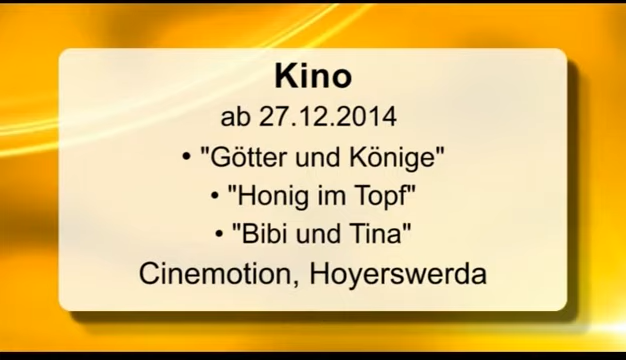 Kino
ab 27.12.2014
• "Götter und Könige"
• "Honig im Topf"
• "Bibi und Tina"
Cinemotion, Hoyerswerda